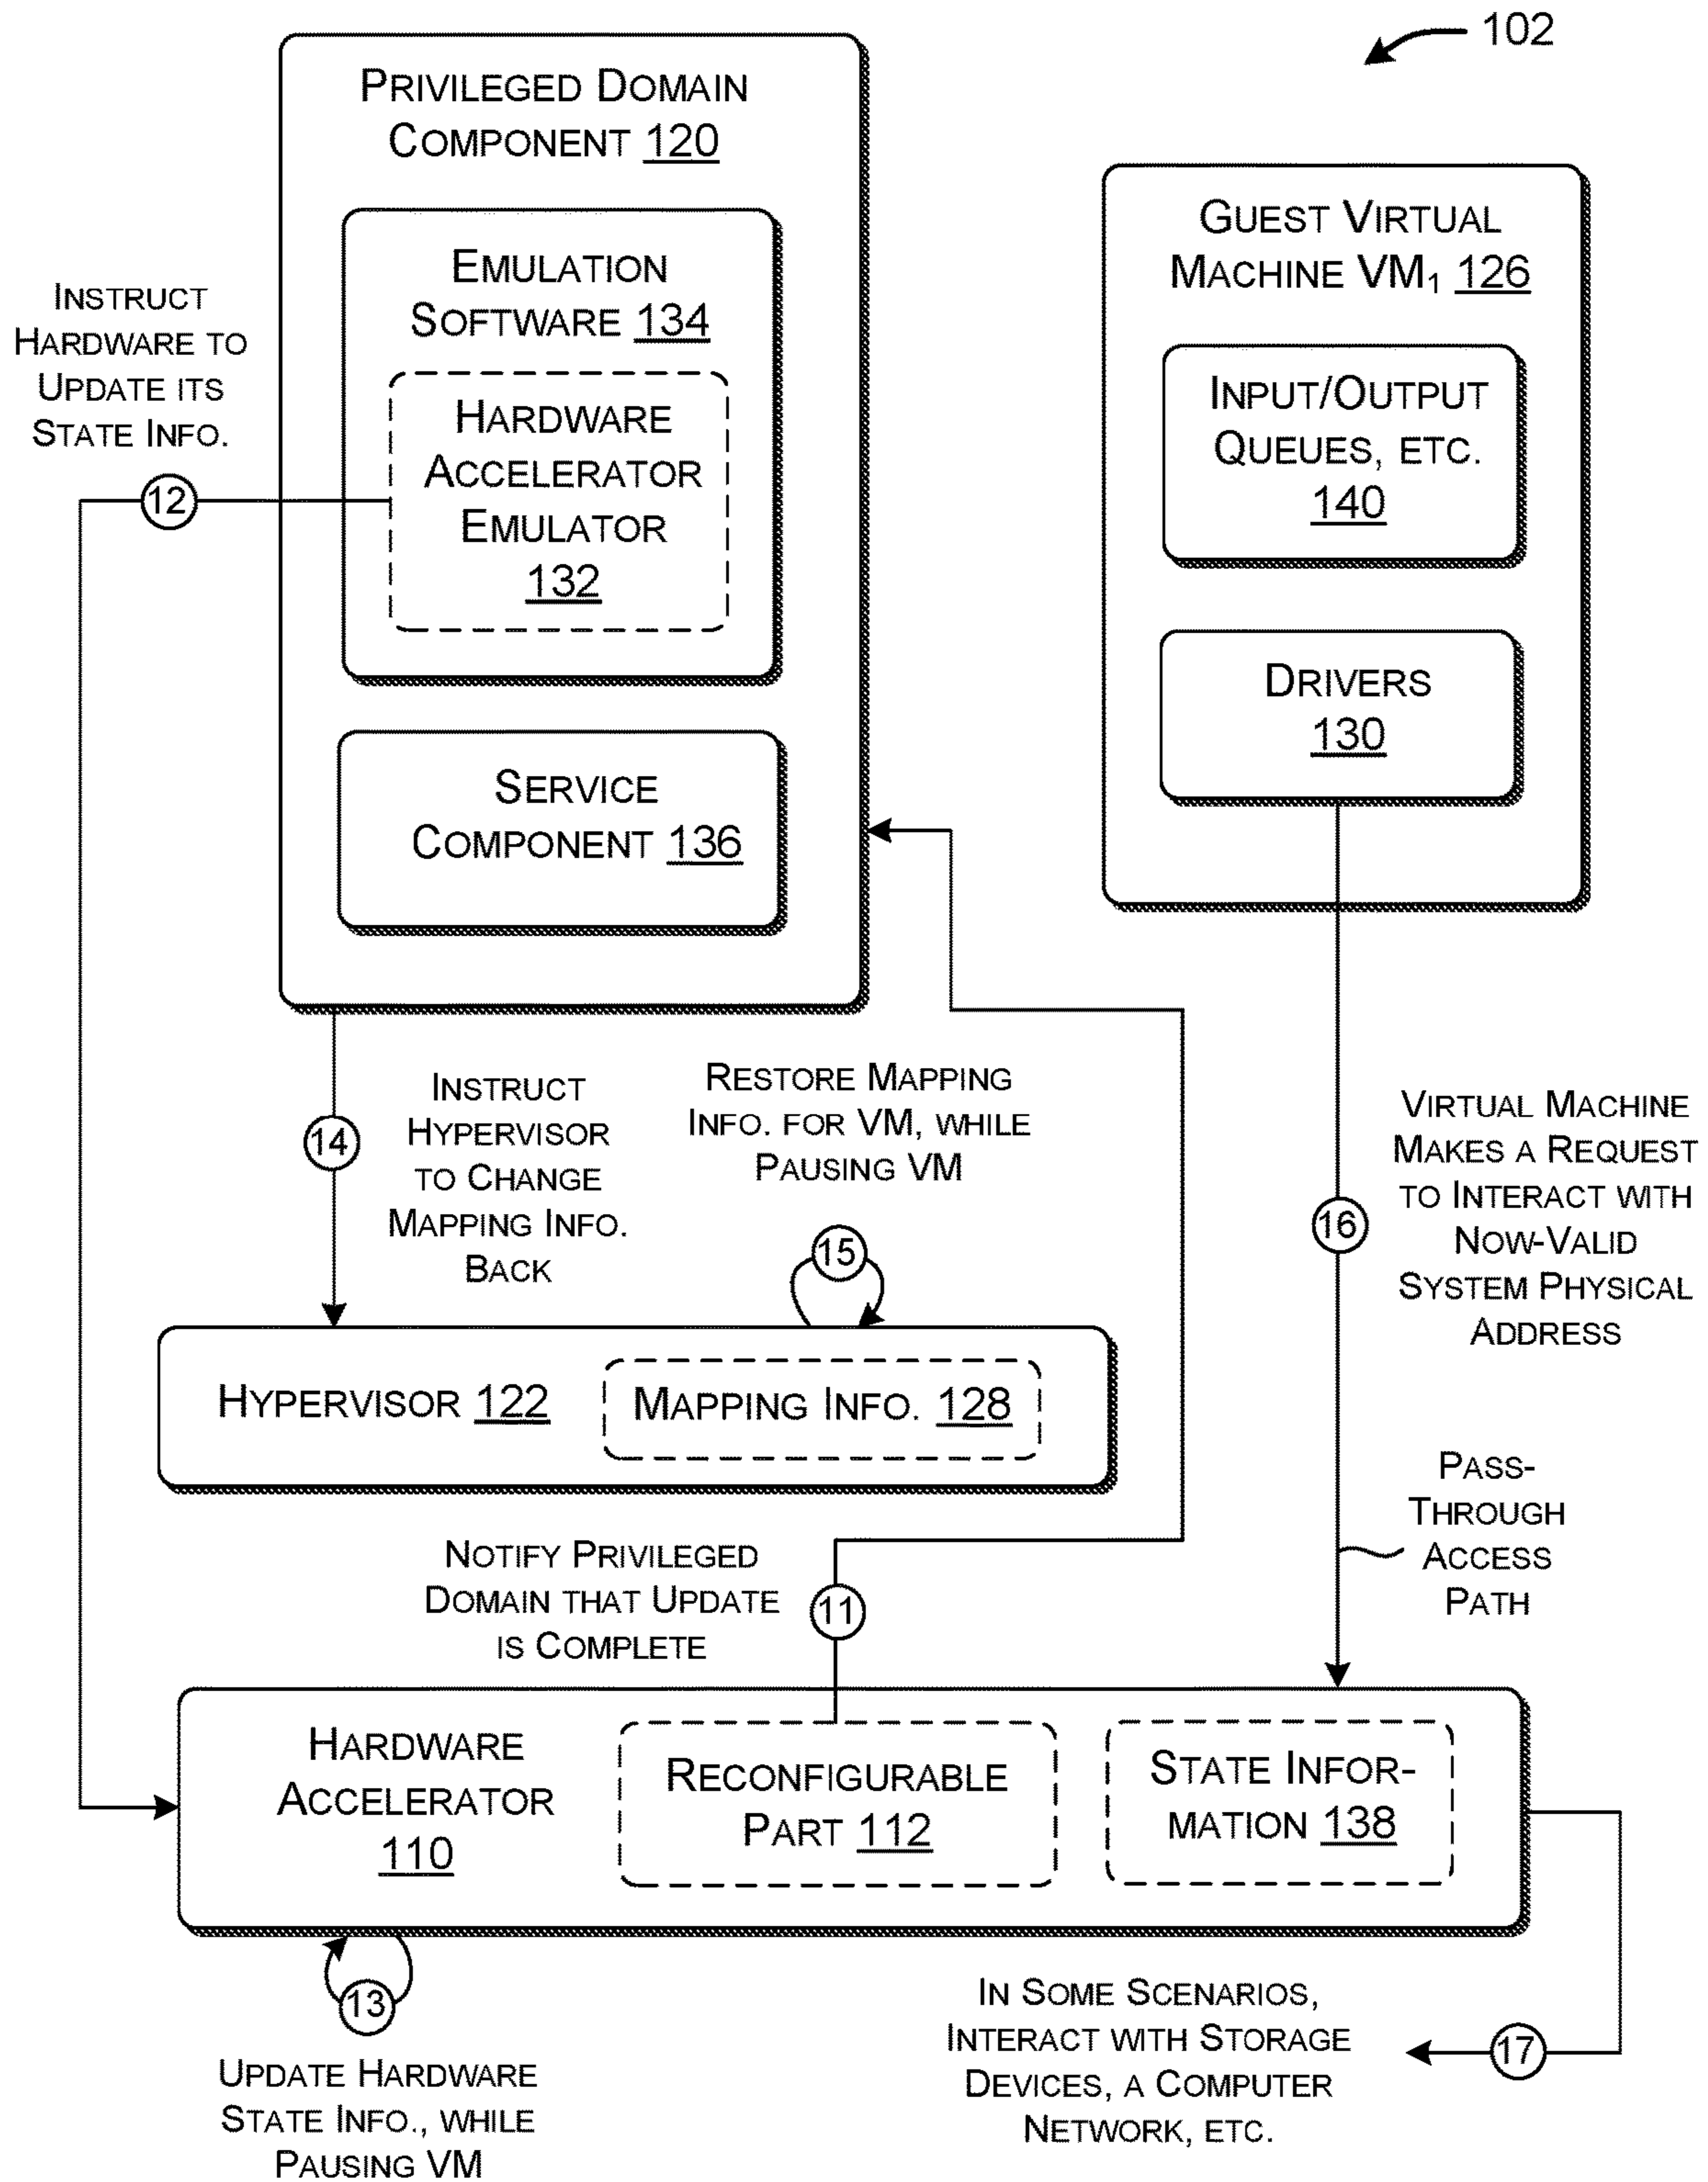 102
PRIVILEGED DOMAIN
COMPONENT 120
EMULATION
SOFTWARE 134
HARDWARE
ACCELERATOR
EMULATOR
132
SERVICE
COMPONENT 136
GUEST VIRTUAL
MACHINE VM1 126
INPUT/OUTPUT
QUEUES, ETC.
140
DRIVERS
130
INSTRUCT
HARDWARE TO
UPDATE ITS
STATE INFO.
12
14
INSTRUCT
HYPERVISOR
TO CHANGE
MAPPING INFO.
BACK
RESTORE MAPPING
INFO. FOR VM, WHILE
PAUSING VM
15
16
VIRTUAL MACHINE
MAKES A REQUEST
TO INTERACT WITH
NOW-VALID
SYSTEM PHYSICAL
ADDRESS
HYPERVISOR 122
MAPPING INFO. 128
PASS-
THROUGH
ACCESS
PATH
NOTIFY PRIVILEGED
DOMAIN THAT UPDATE
IS COMPLETE
11
HARDWARE
ACCELERATOR
110
RECONFIGURABLE
PART 112
STATE INFOR-
MATION 138
13
UPDATE HARDWARE
STATE INFO., WHILE
PAUSING VM
IN SOME SCENARIOS,
INTERACT WITH STORAGE
DEVICES, A COMPUTER
NETWORK, ETC.
17